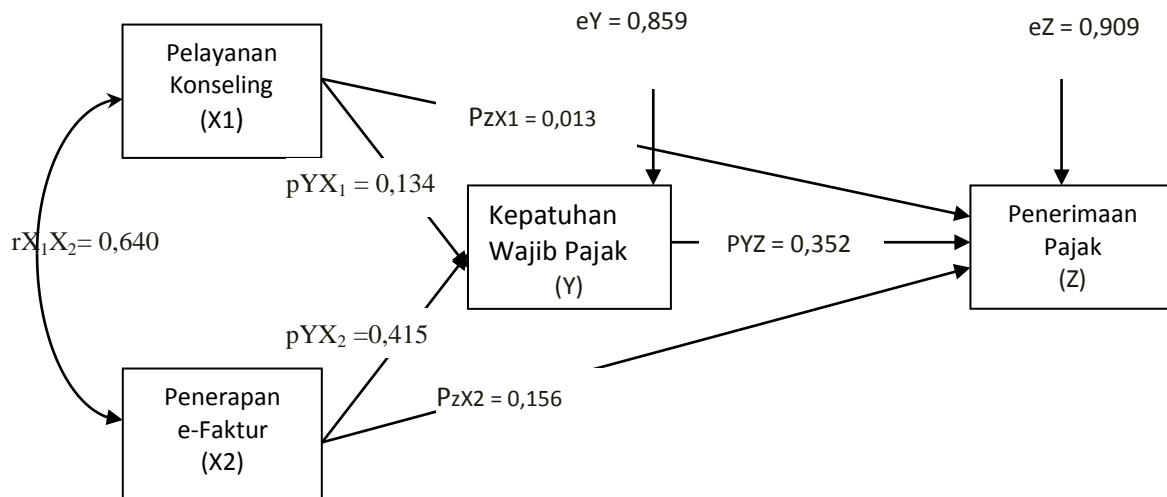 eY = 0,859
eZ = 0,909
Pelayanan
Konseling
(X1)
PzX1 = 0,013
pYX₁ = 0,134
Kepatuhan
Wajib Pajak
(Y)
PYZ = 0,352
Penerimaan
Pajak
(Z)
rX₁X₂= 0,640
pYX₂ =0,415
Penerapan
e-Faktur
(X2)
PzX2 = 0,156